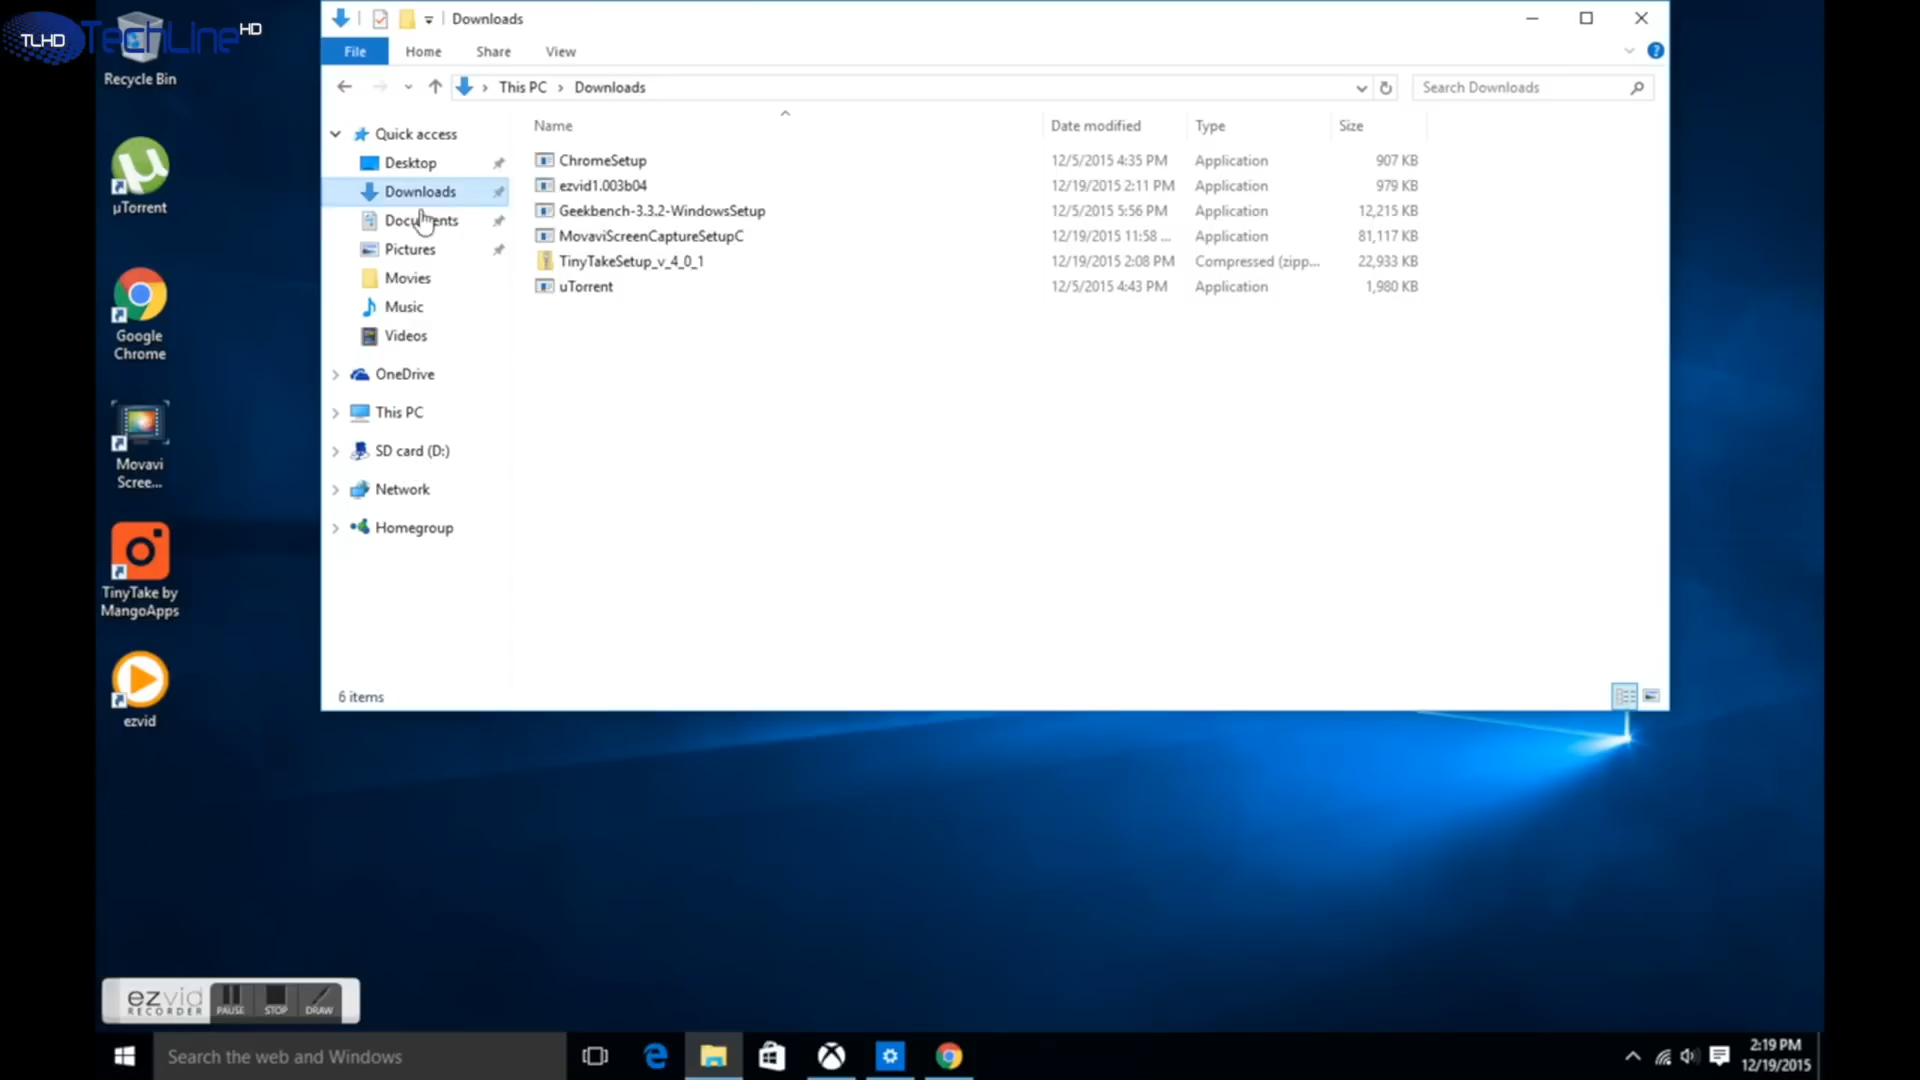 TLHD TechLine HD
Recycle Bin
µTorrent
Google
Chrome
Movavi
Scree...
TinyTake by
MangoApps
ezvid
Downloads
File Home Share View
This PC Downloads
Search Downloads
Name Date modified Type Size
Quick access
Desktop
Downloads
Documents
Pictures
Movies
Music
Videos
OneDrive
This PC
SD card (D:)
Network
Homegroup
ChromeSetup 12/5/2015 4:35 PM Application 907 KB
ezvid1.003b04 12/19/2015 2:11 PM Application 979 KB
Geekbench-3.3.2-WindowsSetup 12/5/2015 5:56 PM Application 12,215 KB
MovaviScreenCaptureSetupC 12/19/2015 11:58 ... Application 81,117 KB
TinyTakeSetup_v_4_0_1 12/19/2015 2:08 PM Compressed (zipp... 22,933 KB
uTorrent 12/5/2015 4:43 PM Application 1,980 KB
6 items
ezvid
RECORDER
PAUSE STOP DRAW
Search the web and Windows
2:19 PM
12/19/2015